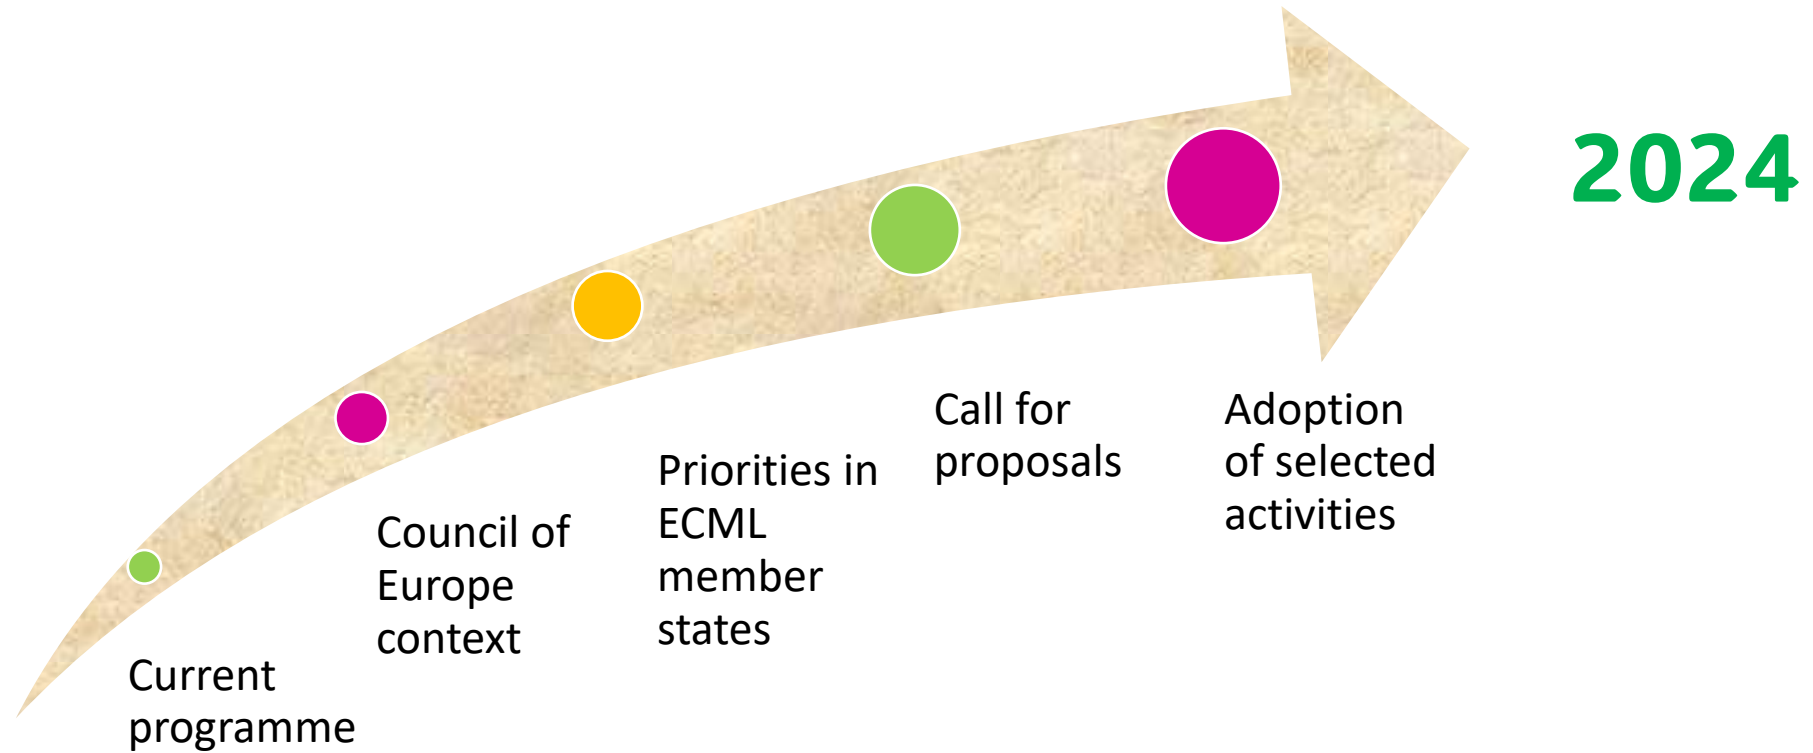 Current
programme
Council of
Europe
context
Priorities in
ECML
member
states
Call for
proposals
Adoption
of selected
activities
2024